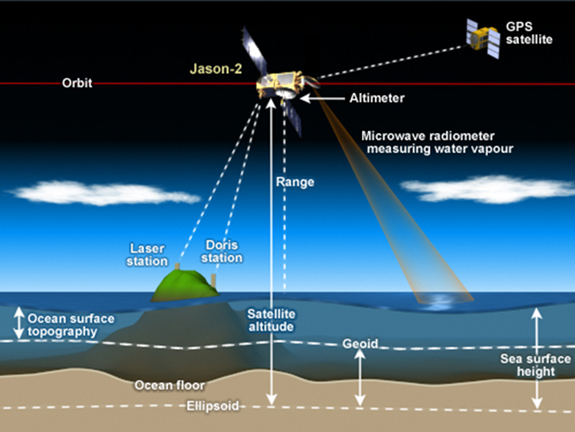 GPS
satellite
Jason-2
Orbit
Altimeter
Microwave radiometer
measuring water vapour
Range
Laser
station
Doris
station
Ocean surface
topography
Satellite
altitude
Geoid
Sea surface
height
Ocean floor
Ellipsoid